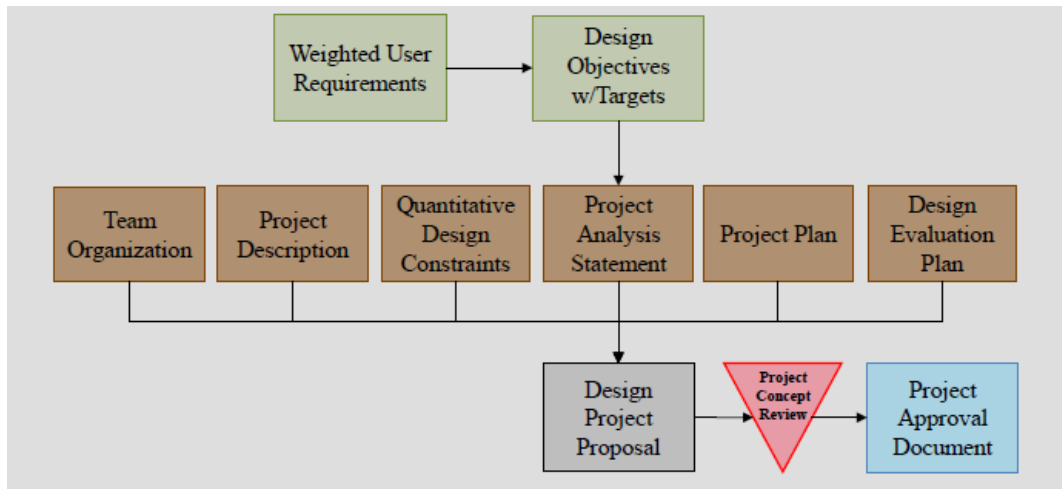 Weighted User
Requirements
Design
Objectives
w/Targets
Team
Organization
Project
Description
Quantitative
Design
Constraints
Project
Analysis
Statement
Project Plan
Design
Evaluation
Plan
Design
Project
Proposal
Project
Concept
Review
Project
Approval
Document